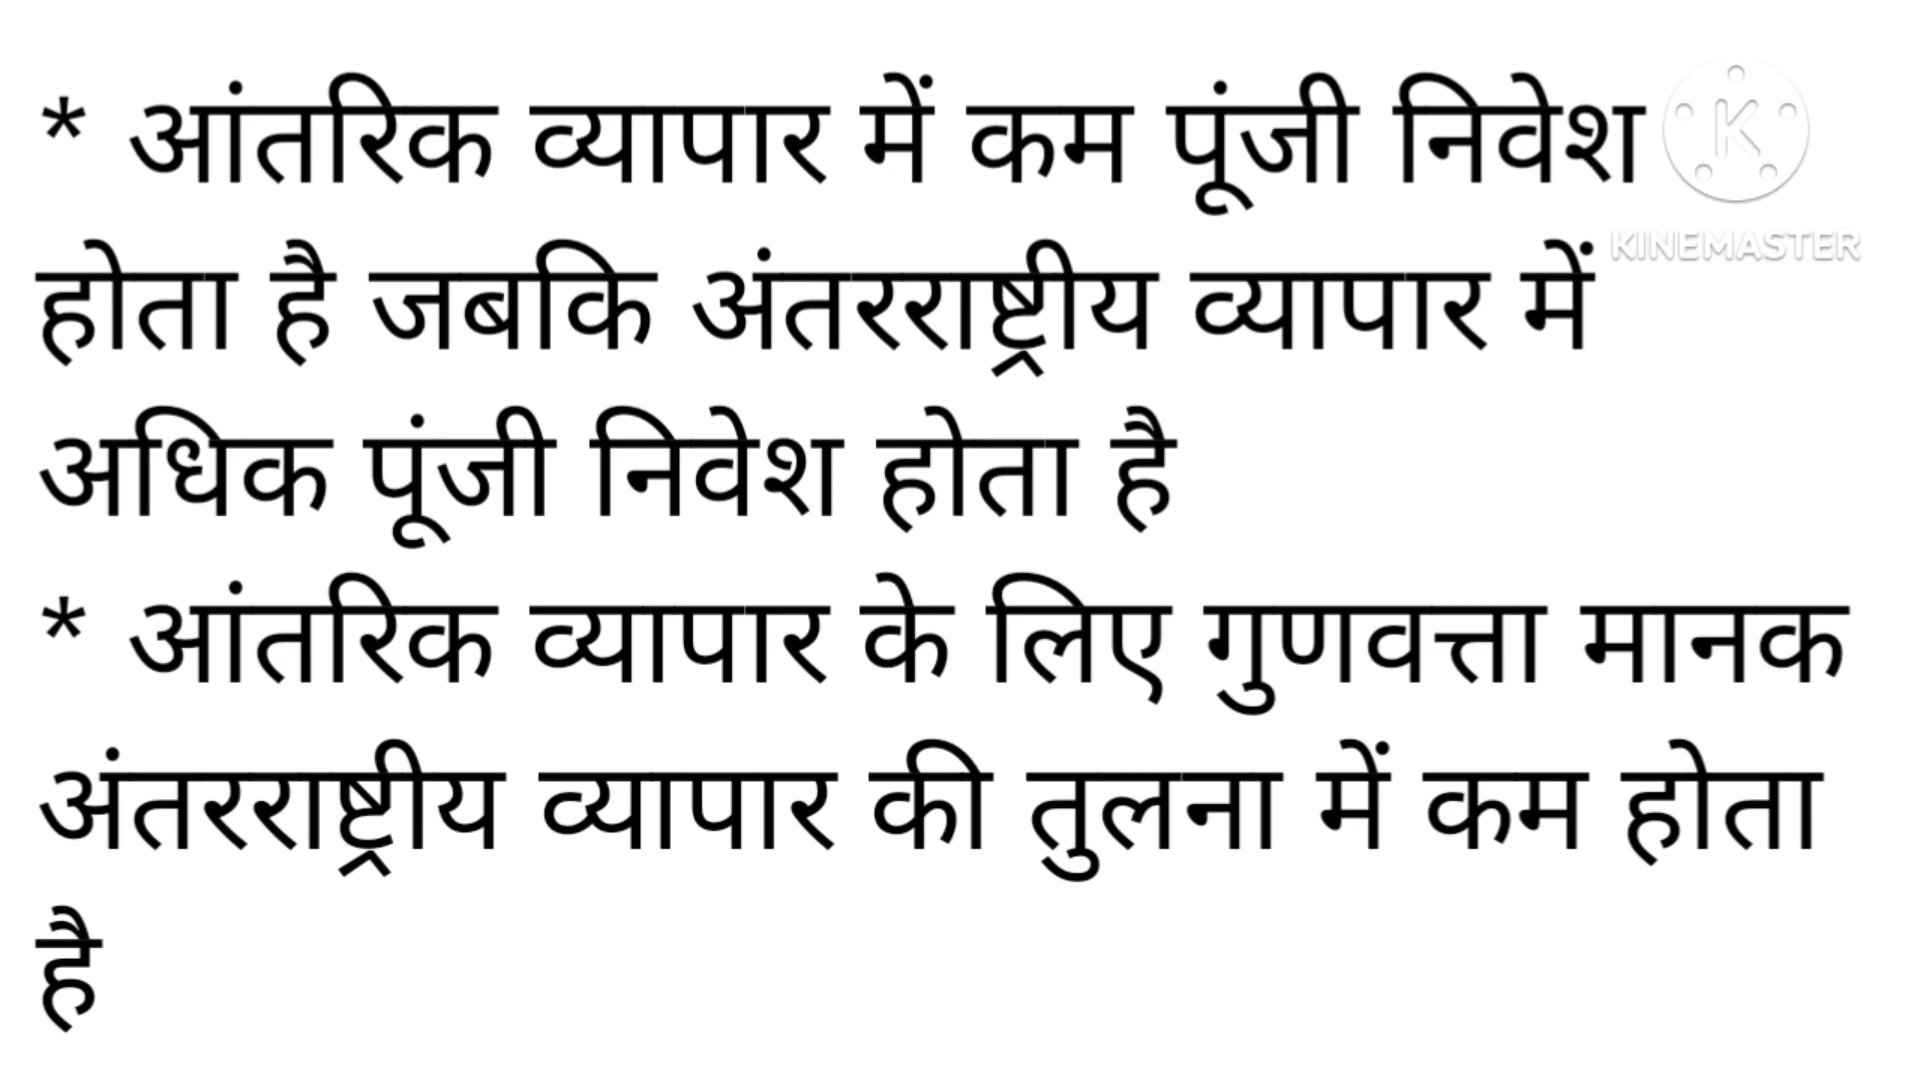 * आंतरिक व्यापार में कम पूंजी निवेश
होता है जबकि अंतरराष्ट्रीय व्यापार में
अधिक पूंजी निवेश होता है
* आंतरिक व्यापार के लिए गुणवत्ता मानक
अंतरराष्ट्रीय व्यापार की तुलना में कम होता
है
K
KINEMASTER